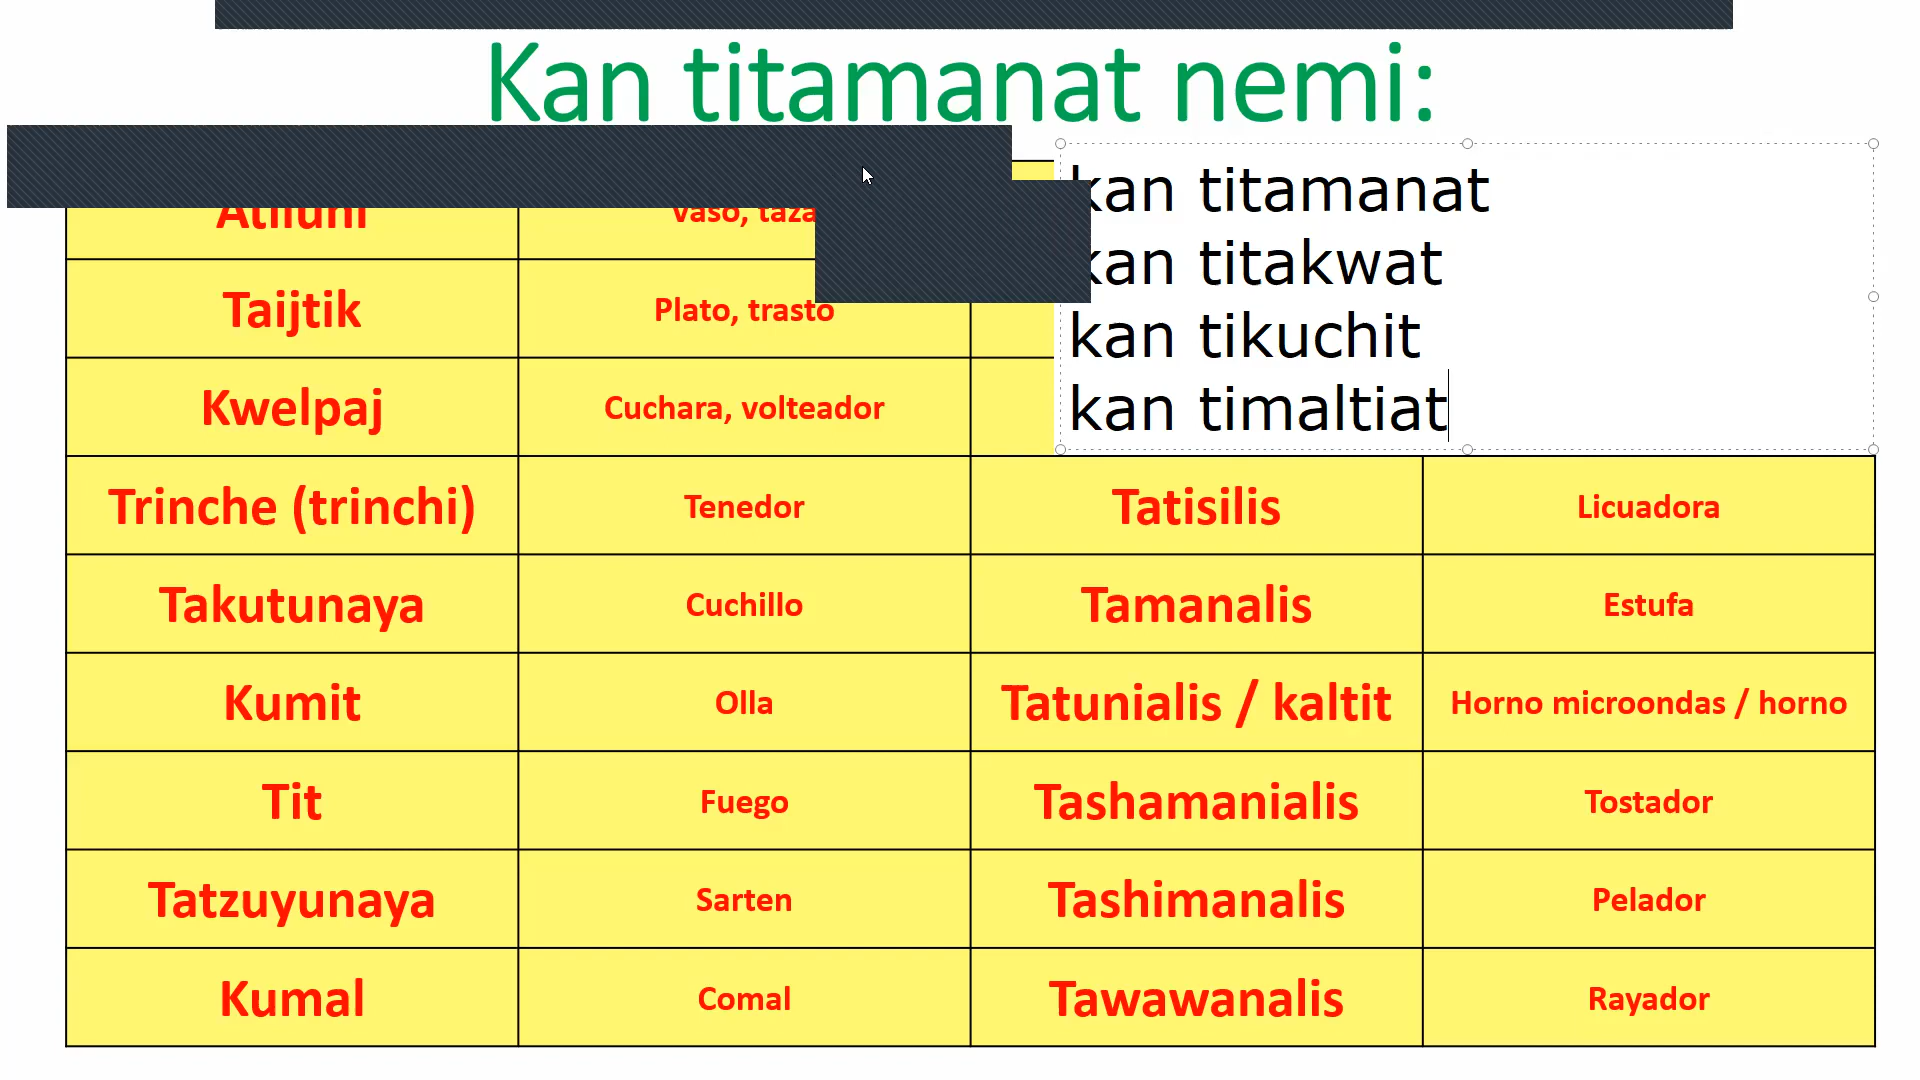 Kan titamanat nemi:
kan titamanat
kan titakwat
kan tikuchit
kan timaltiat
vaso, taza
Taijtik Plato, trasto
Kwelpaj Cuchara, volteador
Trinche (trinchi) Tenedor Tatisilis Licuadora
Takutunaya Cuchillo Tamanalis Estufa
Kumit Olla Tatunialis / kaltit Horno microondas / horno
Tit Fuego Tashamanialis Tostador
Tatzuyunaya Sarten Tashimanalis Pelador
Kumal Comal Tawawanalis Rayador